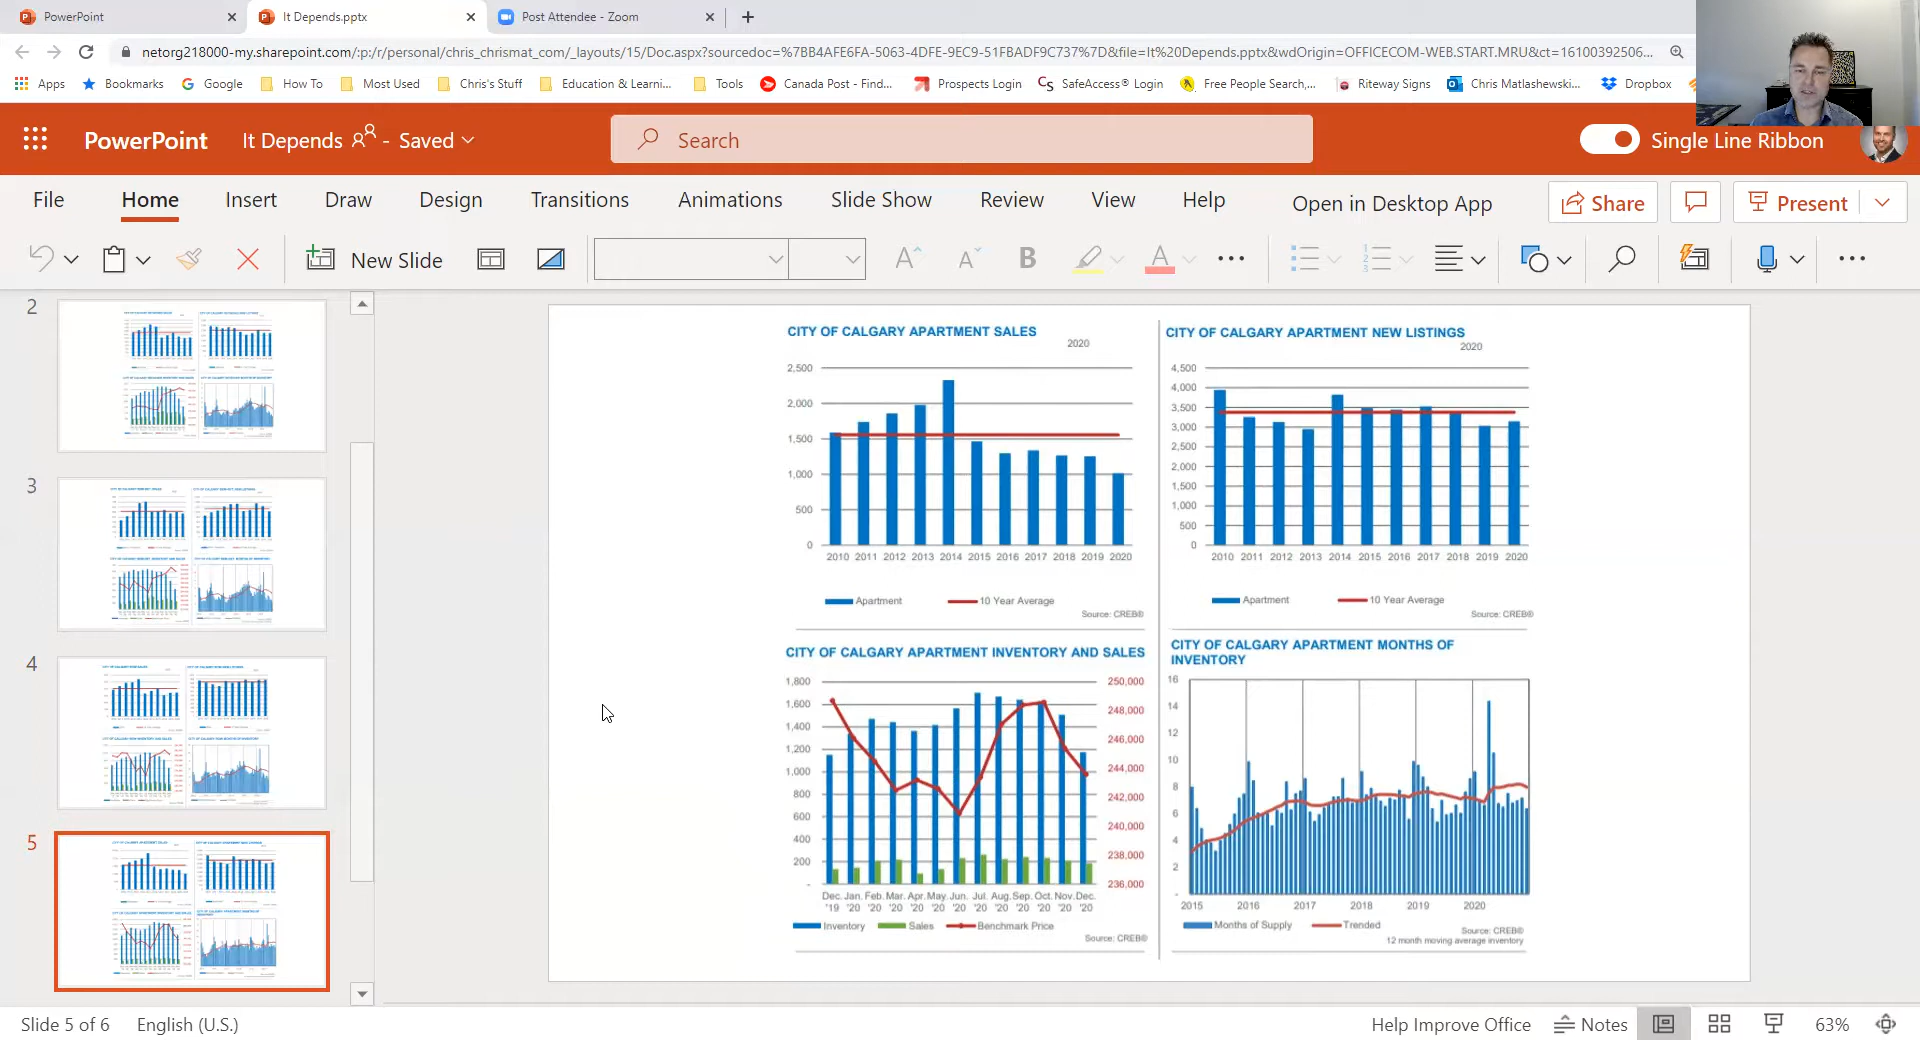 PowerPoint
It Depends.pptx
Post Attendee - Zoom
netorg218000-my.sharepoint.com/:p:/r/personal/chris_chrismat_com/_layouts/15/Doc.aspx?sourcedoc=%7BB4AFE6FA-5063-4DFE-9EC9-51FBADF9C737%7D&file=It%20Depends.pptx&wdOrigin=OFFICECOM-WEB.START.MRU&ct=16100392506...
Apps
Bookmarks
Google
How To
Most Used
Chris's Stuff
Education & Learni...
Tools
Canada Post - Find...
Prospects Login
SafeAccess® Login
Free People Search,...
Riteway Signs
Chris Matlashewski...
Dropbox
PowerPoint
It Depends - Saved
Search
Single Line Ribbon
File
Home
Insert
Draw
Design
Transitions
Animations
Slide Show
Review
View
Help
Open in Desktop App
Share
Present
New Slide
2
3
4
5
CITY OF CALGARY APARTMENT SALES
2020
2,500
2,000
1,500
1,000
500
0
2010 2011 2012 2013 2014 2015 2016 2017 2018 2019 2020
Apartment
10 Year Average
Source: CREB®
CITY OF CALGARY APARTMENT NEW LISTINGS
2020
4,500
4,000
3,500
3,000
2,500
2,000
1,500
1,000
500
0
2010 2011 2012 2013 2014 2015 2016 2017 2018 2019 2020
Apartment
10 Year Average
Source: CREB®
CITY OF CALGARY APARTMENT INVENTORY AND SALES
1,800
1,600
1,400
1,200
1,000
800
600
400
200
-
250,000
248,000
246,000
244,000
242,000
240,000
238,000
236,000
Dec. Jan. Feb. Mar. Apr. May. Jun. Jul. Aug. Sep. Oct. Nov. Dec.
'19 '20 '20 '20 '20 '20 '20 '20 '20 '20 '20 '20 '20
Inventory
Sales
Benchmark Price
Source: CREB®
CITY OF CALGARY APARTMENT MONTHS OF
INVENTORY
16
14
12
10
8
6
4
2
-
2015 2016 2017 2018 2019 2020
Months of Supply
Trended
Source: CREB®
12 month moving average inventory
Slide 5 of 6
English (U.S.)
Help Improve Office
Notes
63%